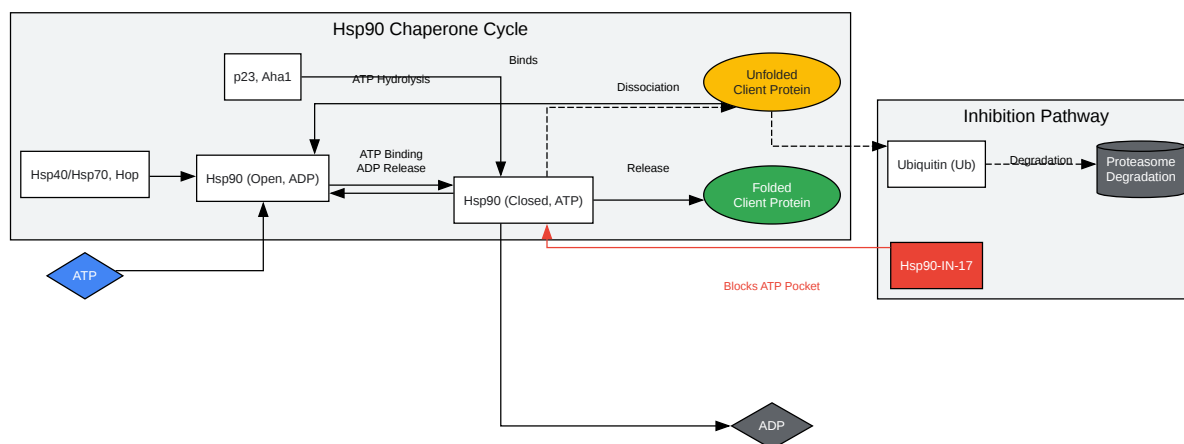 Hsp90 Chaperone Cycle
Binds
p23, Aha1
ATP Hydrolysis
Unfolded
Client Protein
Dissociation
Inhibition Pathway
ATP Binding
ADP Release
Hsp40/Hsp70, Hop
Hsp90 (Open, ADP)
Release
Hsp90 (Closed, ATP)
Folded
Client Protein
Ubiquitin (Ub)
Degradation
Proteasome
Degradation
ATP
Hsp90-IN-17
Blocks ATP Pocket
ADP